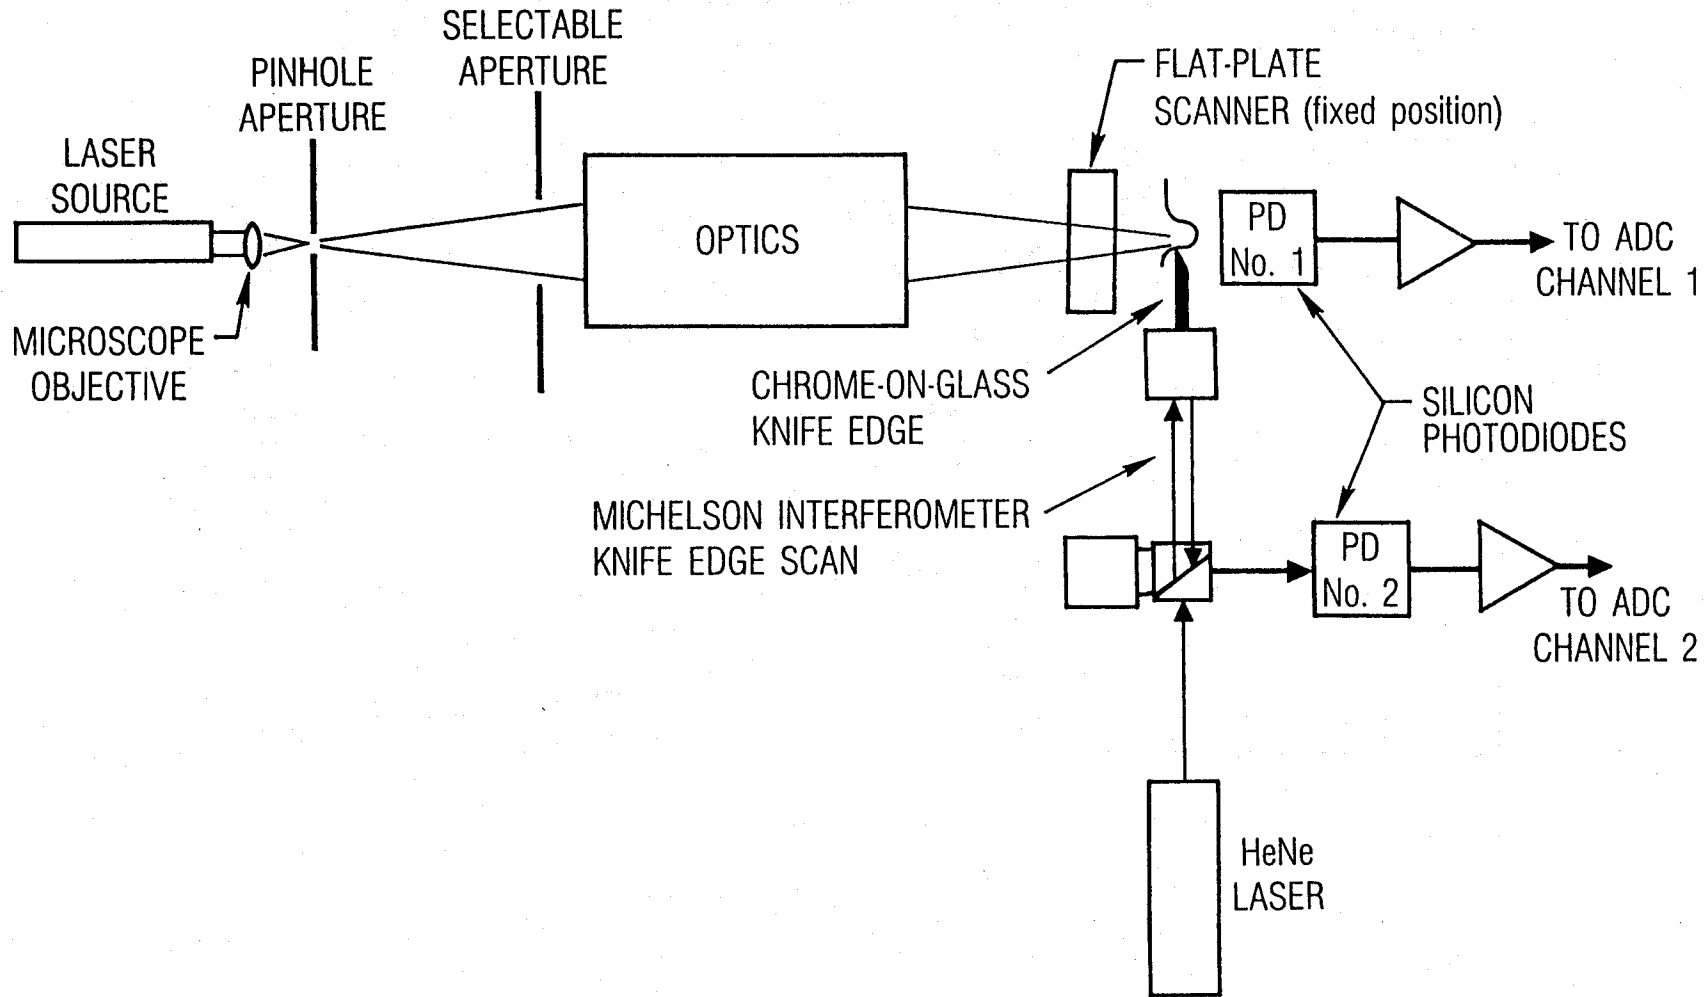 SELECTABLE
APERTURE
PINHOLE
APERTURE
LASER
SOURCE
MICROSCOPE
OBJECTIVE
OPTICS
FLAT-PLATE
SCANNER (fixed position)
PD
No. 1
TO ADC
CHANNEL 1
CHROME-ON-GLASS
KNIFE EDGE
SILICON
PHOTODIODES
MICHELSON INTERFEROMETER
KNIFE EDGE SCAN
PD
No. 2
TO ADC
CHANNEL 2
HeNe
LASER